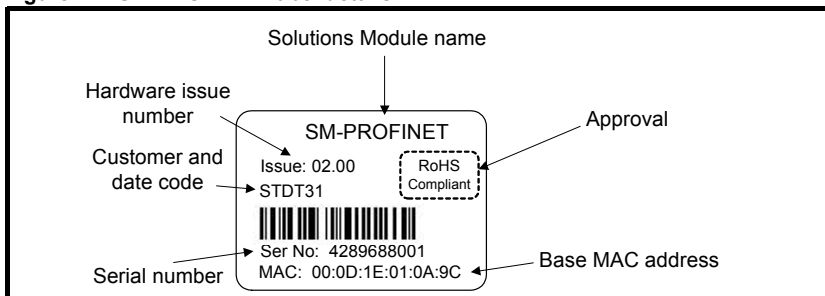 Solutions Module name
Hardware issue
number
Approval
SM-PROFINET
Customer and
date code
Issue: 02.00
RoHS
Compliant
STDT31
Serial number
Ser No: 4289688001
MAC: 00:0D:1E:01:0A:9C
Base MAC address